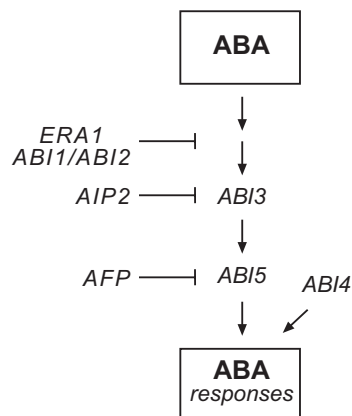 ABA
ERA1
ABI1/ABI2
AIP2
ABI3
AFP
ABI5
ABI4
ABA
responses